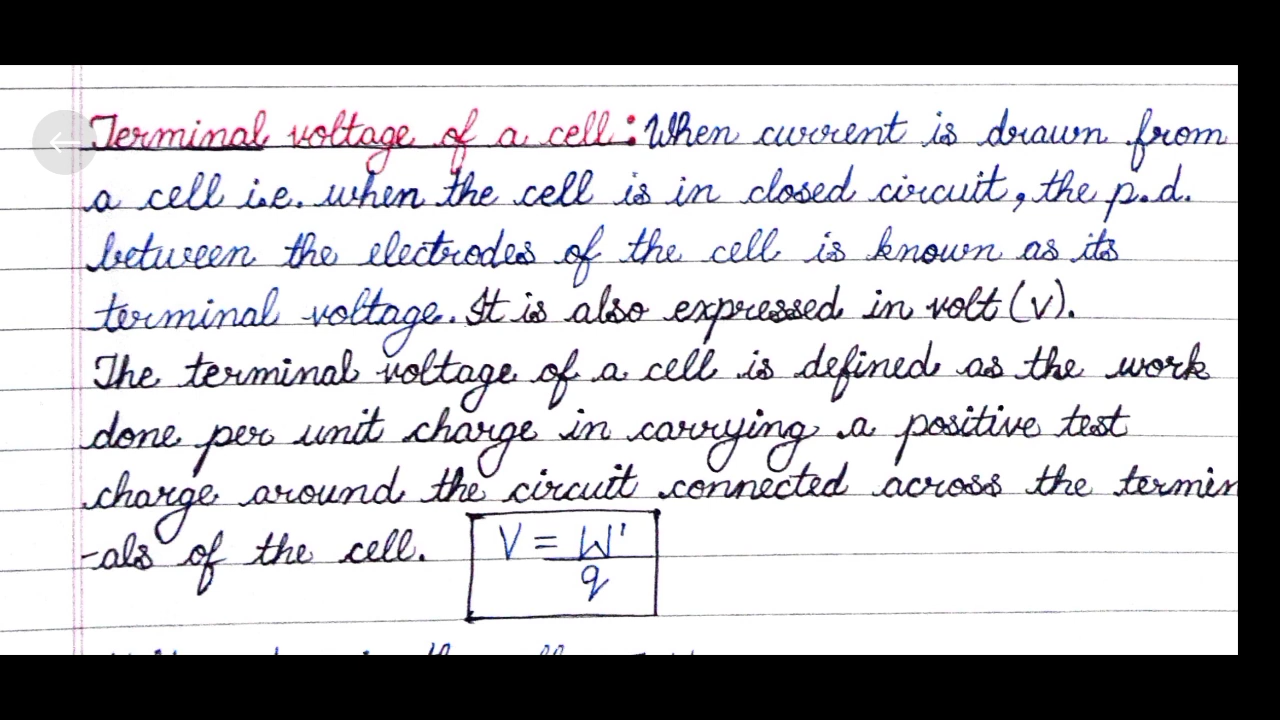 Terminal voltage of a cell: When current is drawn from
a cell i.e. when the cell is in closed circuit, the p.d.
between the electrodes of the cell is known as its
terminal voltage. It is also expressed in volt (V).
The terminal voltage of a cell is defined as the work
done per unit charge in carrying a positive test
charge around the circuit connected across the termin
-als of the cell. V = W'
q